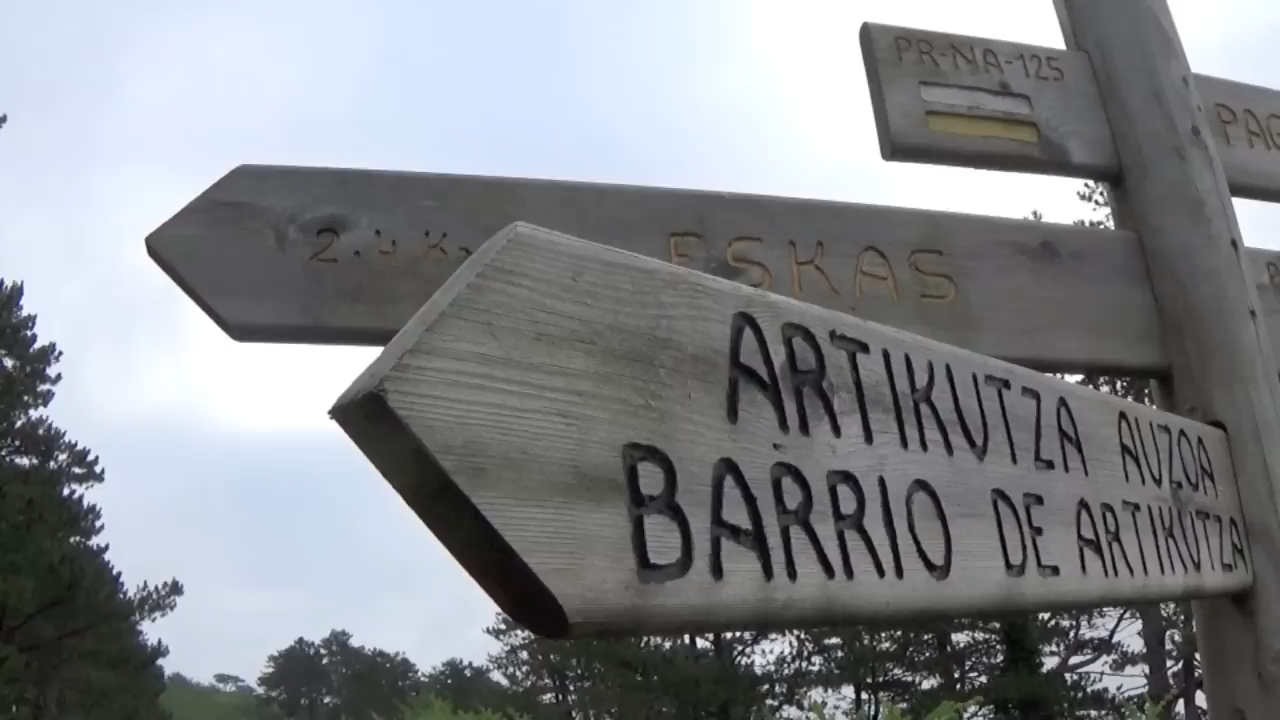 PR-NA-125
ESKAS
ARTIKUTZA AUZOA
BARRIO DE ARTIKUTZA